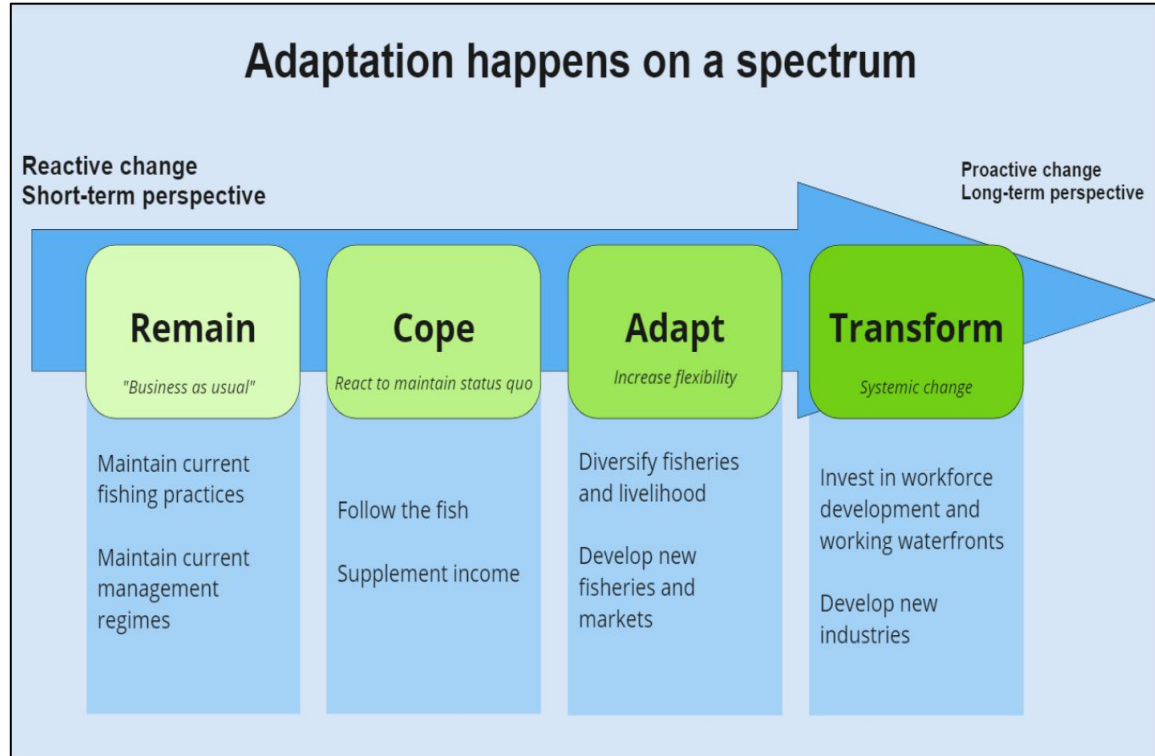 Adaptation happens on a spectrum
Reactive change
Short-term perspective
Proactive change
Long-term perspective
Remain
"Business as usual"
Maintain current
fishing practices
Maintain current
management
regimes
Cope
React to maintain status quo
Follow the fish
Supplement income
Adapt
Increase flexibility
Diversify fisheries
and livelihood
Develop new
fisheries and
markets
Transform
Systemic change
Invest in workforce
development and
working waterfronts
Develop new
industries